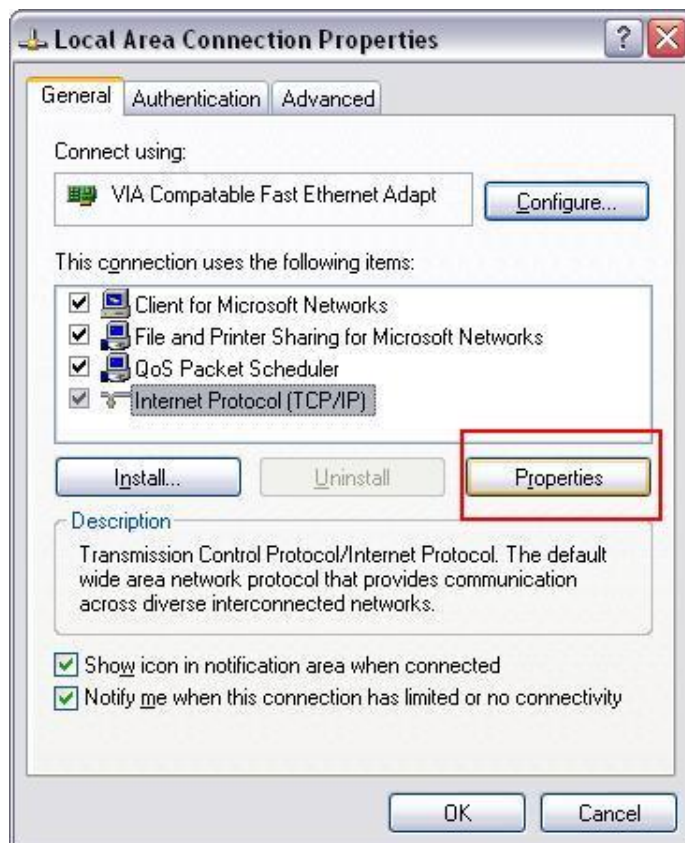 Local Area Connection Properties
General Authentication Advanced
Connect using:
VIA Compatable Fast Ethernet Adapt
Configure...
This connection uses the following items:
Client for Microsoft Networks
File and Printer Sharing for Microsoft Networks
QoS Packet Scheduler
Internet Protocol (TCP/IP)
Install... Uninstall Properties
Description
Transmission Control Protocol/Internet Protocol. The default
wide area network protocol that provides communication
across diverse interconnected networks.
Show icon in notification area when connected
Notify me when this connection has limited or no connectivity
OK Cancel